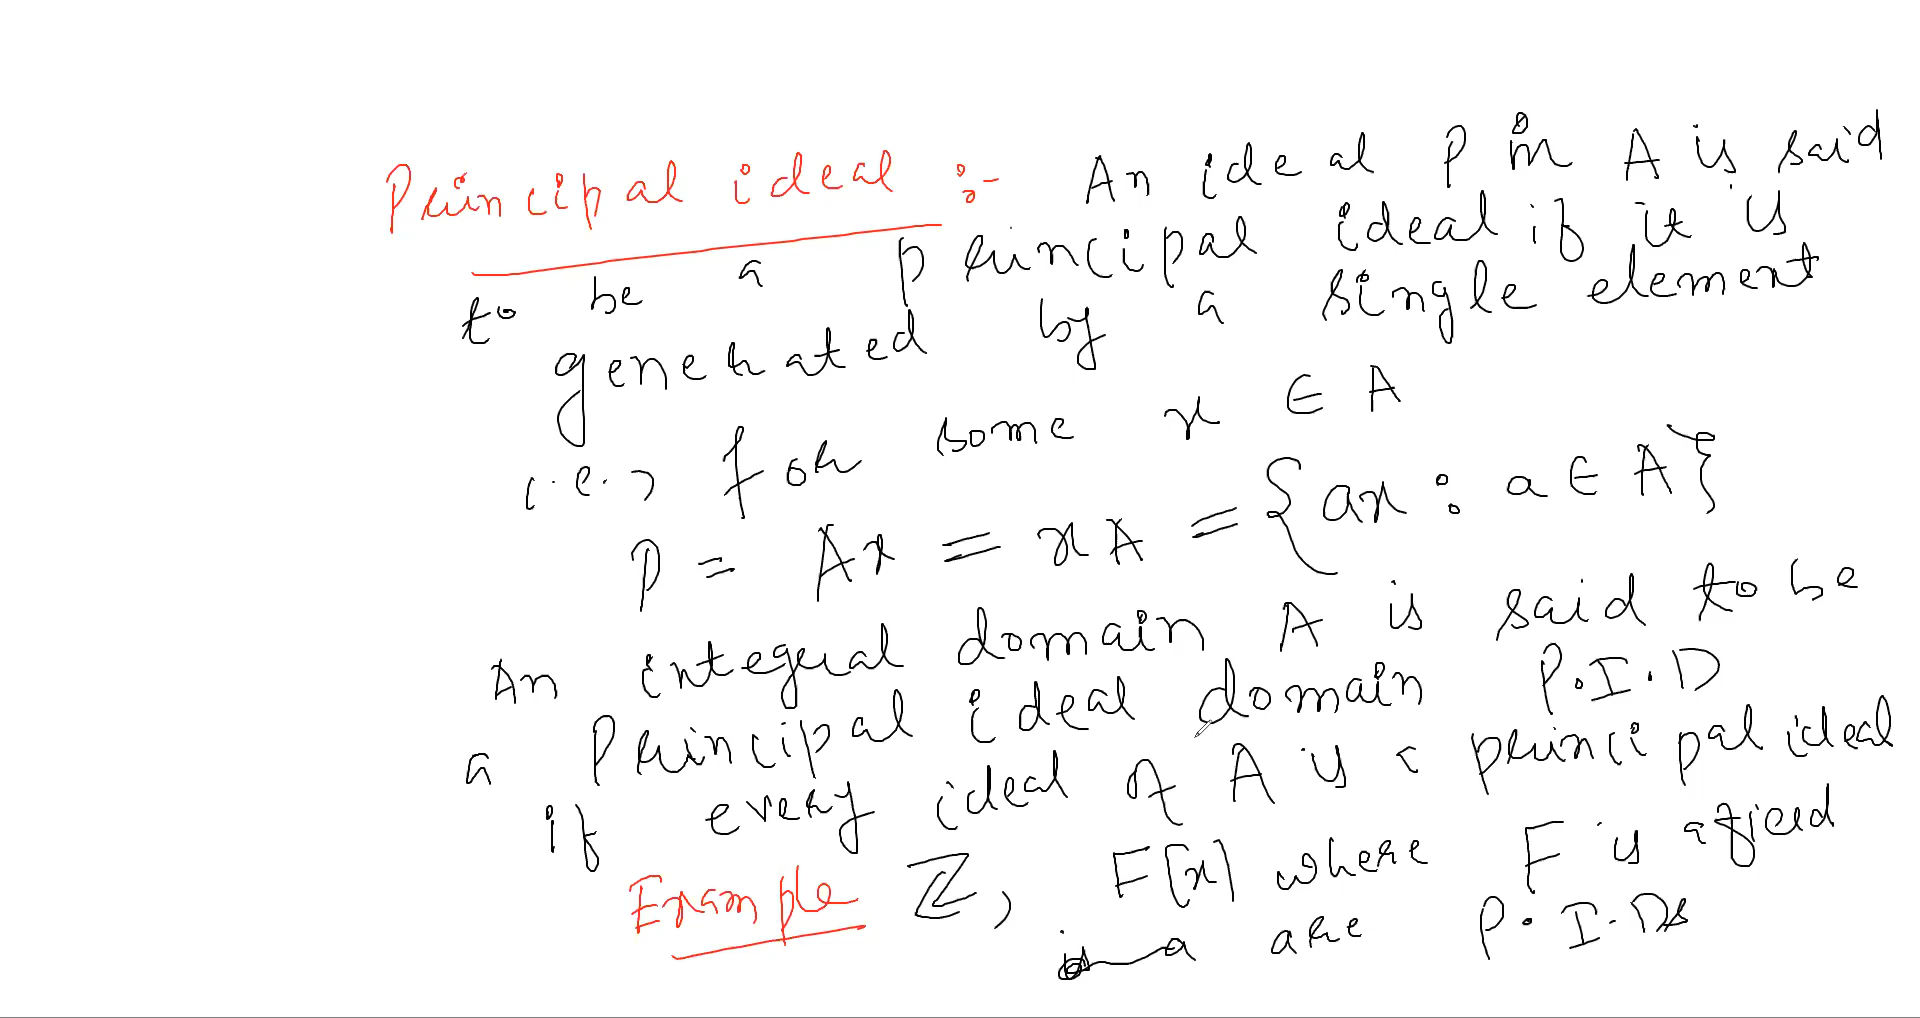 Principal ideal :- An ideal P in A is said
to be a principal ideal if it is
generated by a single element
i.e., for some x ∈ A
P = Ax = xA = {ax : a ∈ A}
An integral domain A is said to be
a Principal ideal domain P.I.D
if every ideal of A is a principal ideal
Example ℤ, F[x] where F is a field
are P.I.Ds